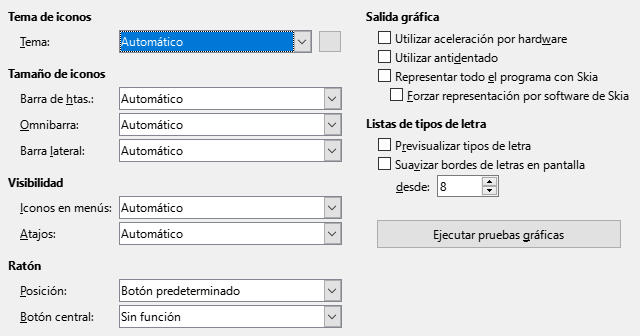 Tema de iconos
Tema: Automático
Tamaño de iconos
Barra de htas.: Automático
Omnibarra: Automático
Barra lateral: Automático
Visibilidad
Iconos en menús: Automático
Atajos: Automático
Ratón
Posición: Botón predeterminado
Botón central: Sin función
Salida gráfica
Utilizar aceleración por hardware
Utilizar antidentado
Representar todo el programa con Skia
Forzar representación por software de Skia
Listas de tipos de letra
Previsualizar tipos de letra
Suavizar bordes de letras en pantalla
desde: 8
Ejecutar pruebas gráficas